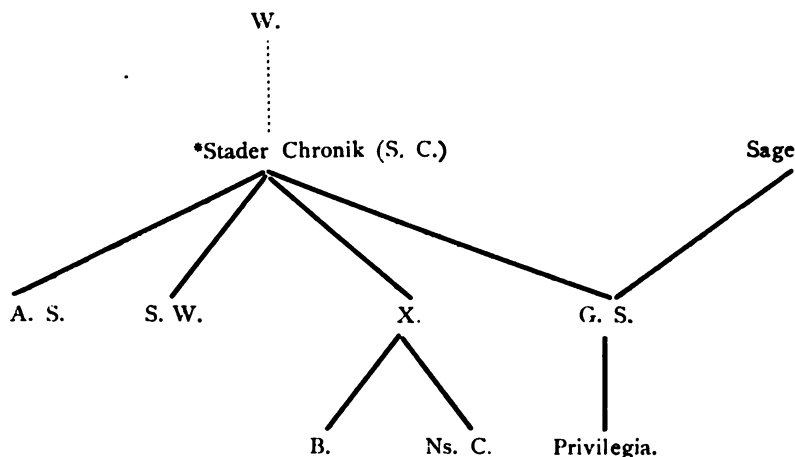 W.
*Stader Chronik (S. C.) Sage
A. S. S. W. X. G. S.
B. Ns. C. Privilegia.